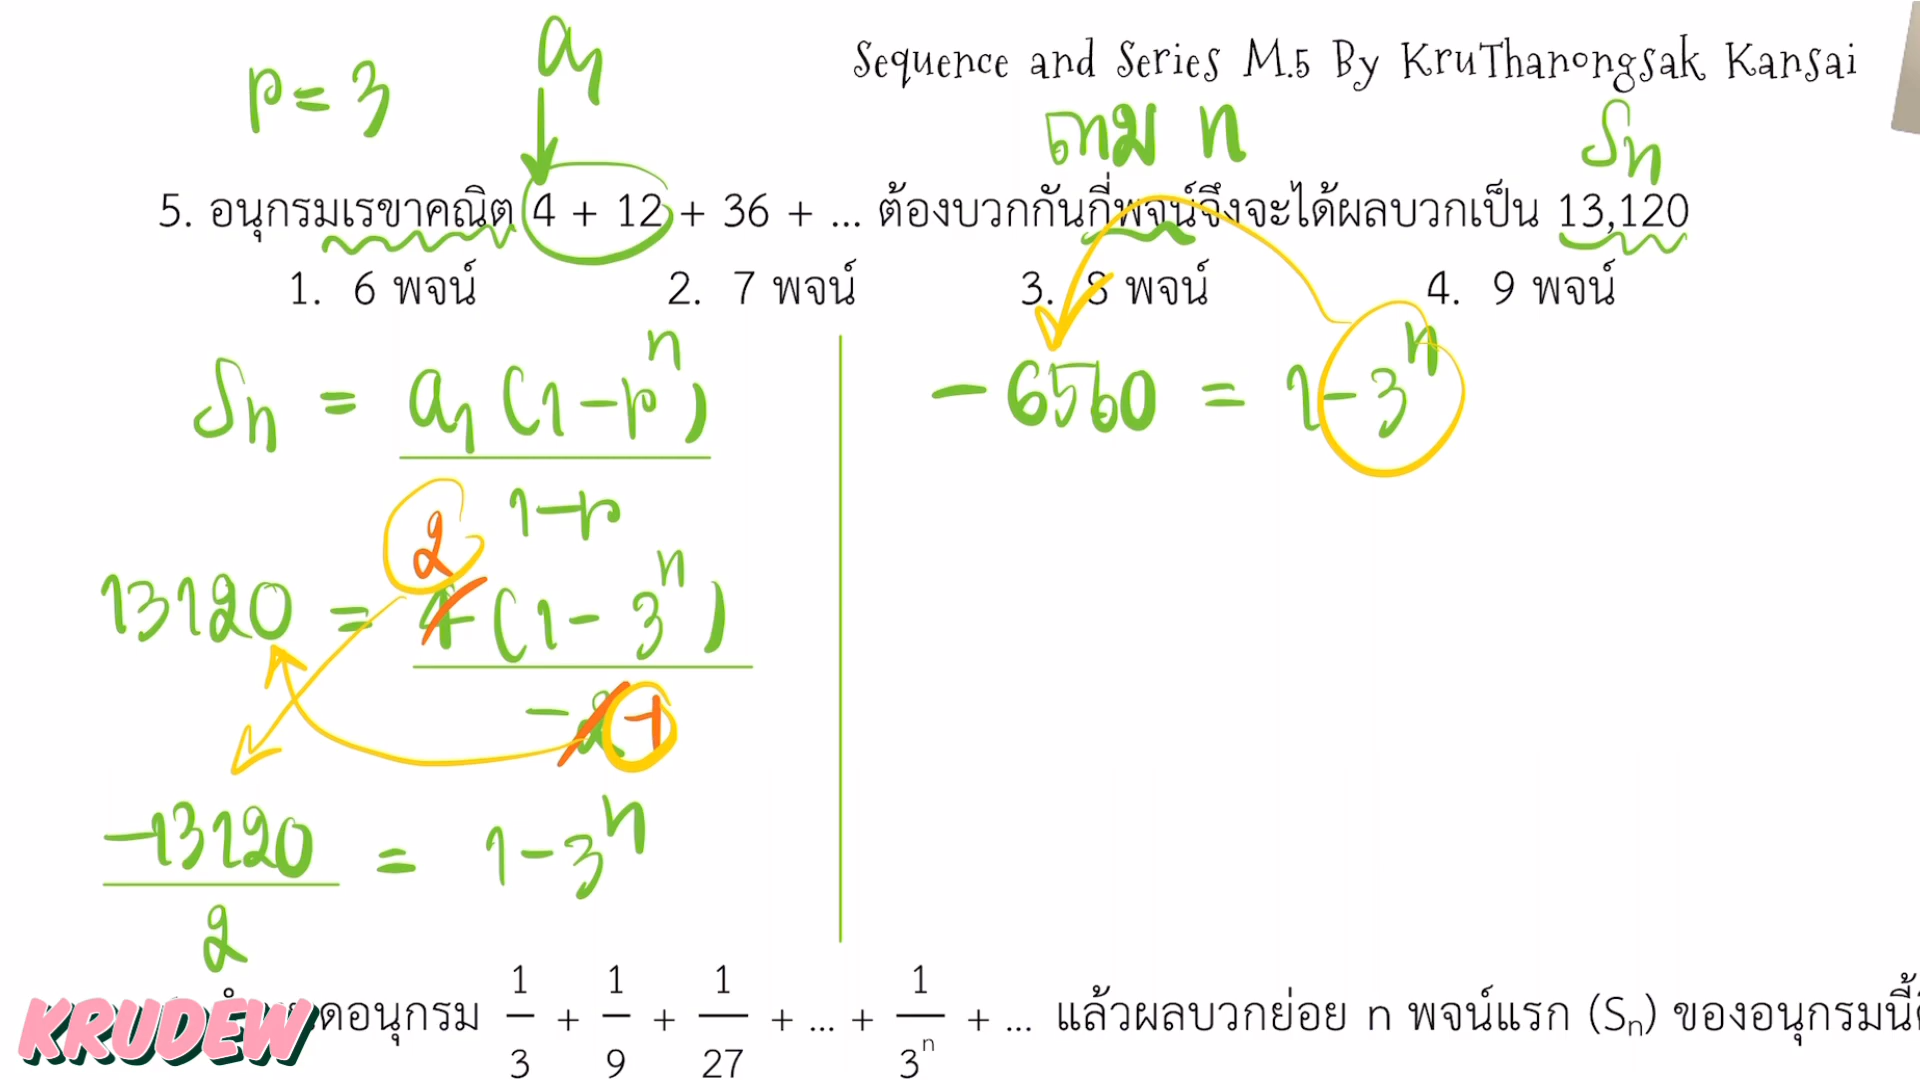 r = 3
a1
Sequence and Series M.5 By KruThanongsak Kansai
เทม n
Sn
5. อนุกรมเรขาคณิต 4 + 12 + 36 + ... ต้องบวกกันกี่พจน์จึงจะได้ผลบวกเป็น 13,120
1. 6 พจน์ 2. 7 พจน์ 3. 8 พจน์ 4. 9 พจน์
Sn = a1 (1 - r^n)
1 - r
13120 = 4 (1 - 3^n)
2
-2 -1
-13120 = 1 - 3^n
2
-6560 = 1 - 3^n
อนุกรม 1/3 + 1/9 + 1/27 + ... + 1/3^n + ... แล้วผลบวกย่อย n พจน์แรก (Sn) ของอนุกรมนี้
KRUDEW